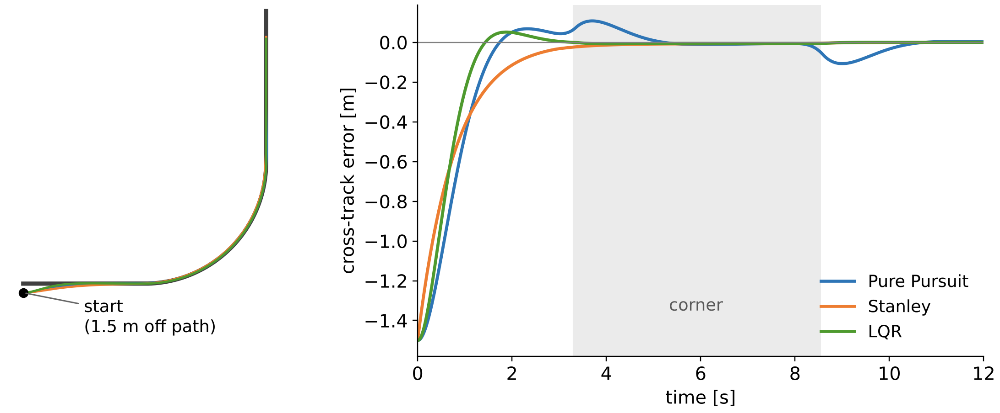 start
(1.5 m off path)
cross-track error [m]
0.0
−0.2
−0.4
−0.6
−0.8
−1.0
−1.2
−1.4
corner
Pure Pursuit
Stanley
LQR
0 2 4 6 8 10 12
time [s]